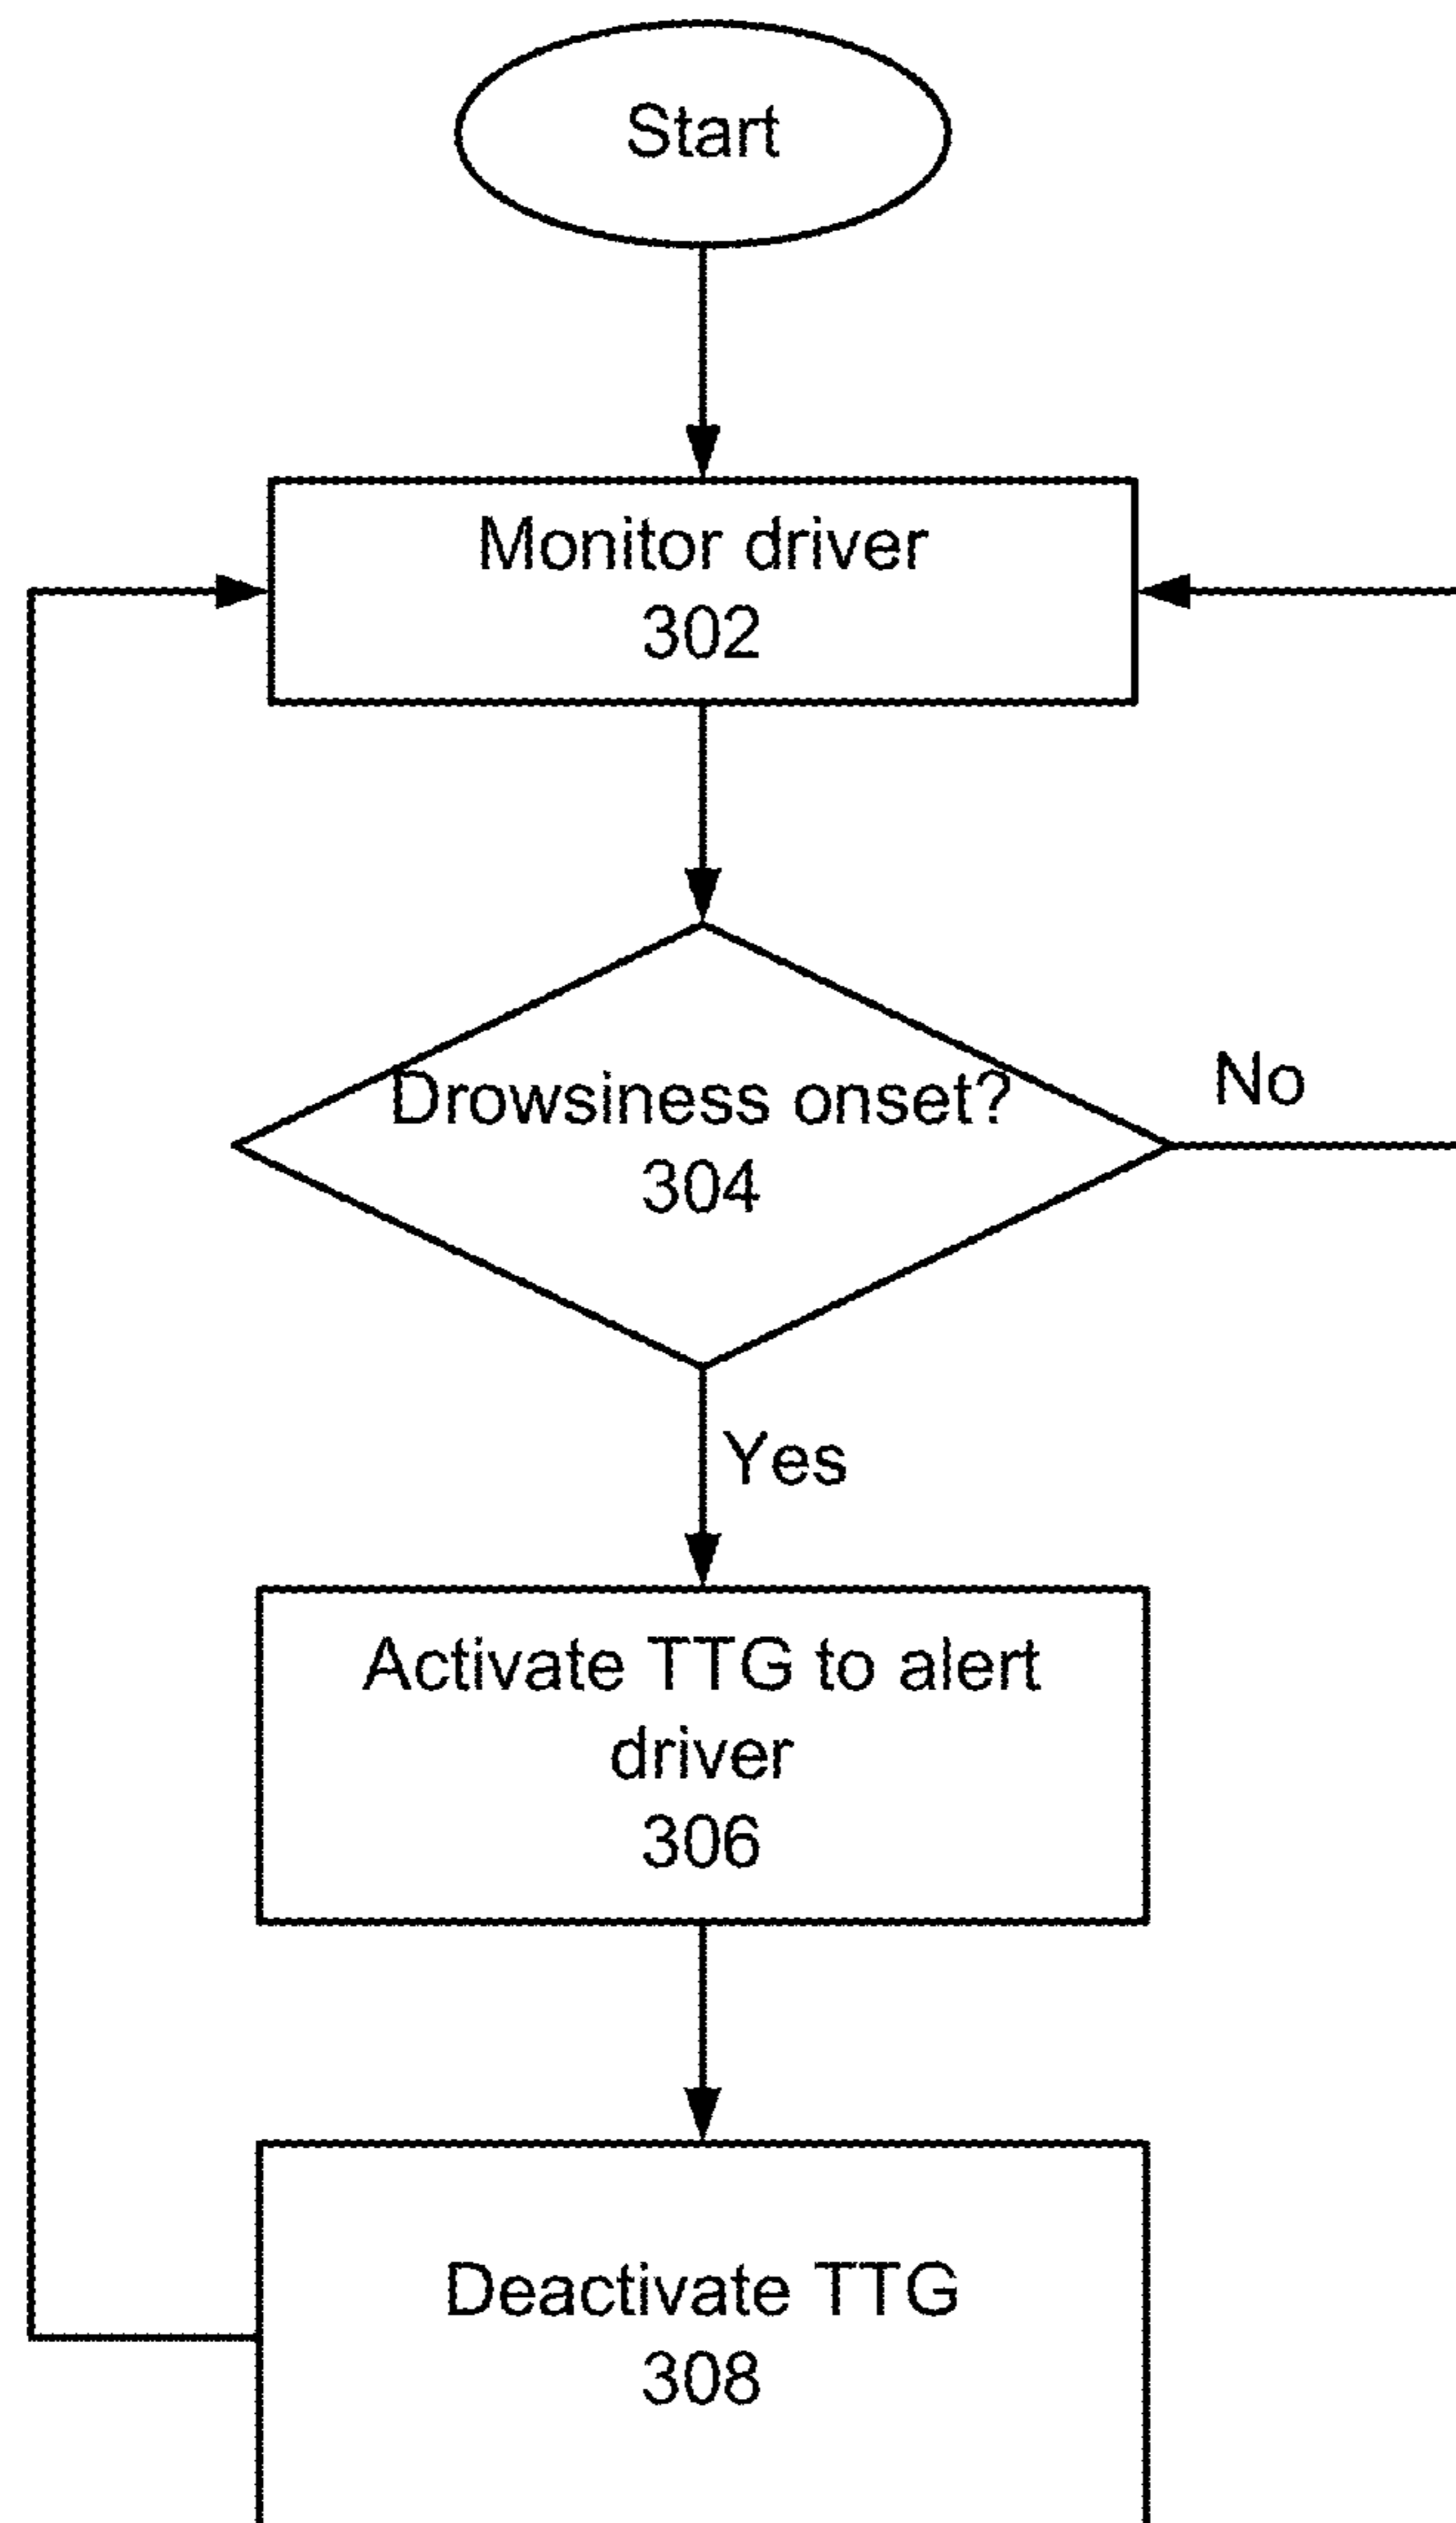 Start
Monitor driver
302
Drowsiness onset?
304
No
Yes
Activate TTG to alert
driver
306
Deactivate TTG
308